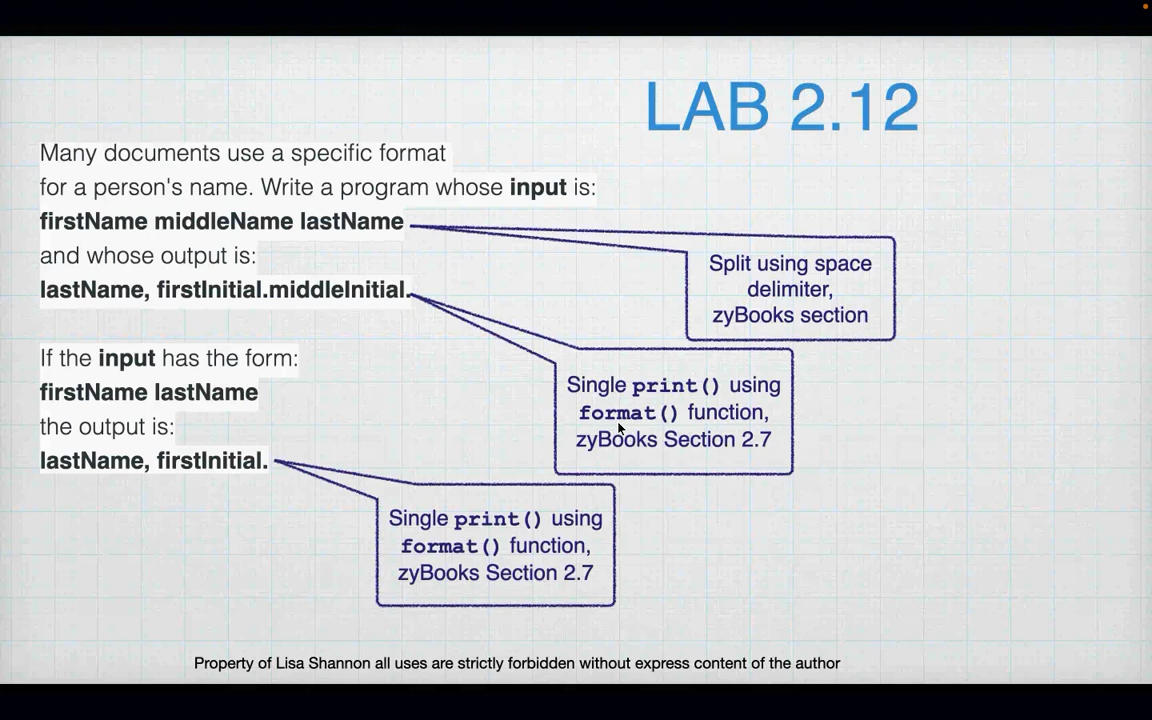 LAB 2.12
Many documents use a specific format
for a person's name. Write a program whose input is:
firstName middleName lastName
and whose output is:
lastName, firstInitial.middleInitial.
Split using space
delimiter,
zyBooks section
If the input has the form:
firstName lastName
the output is:
lastName, firstInitial.
Single print() using
format() function,
zyBooks Section 2.7
Single print() using
format() function,
zyBooks Section 2.7
Property of Lisa Shannon all uses are strictly forbidden without express content of the author